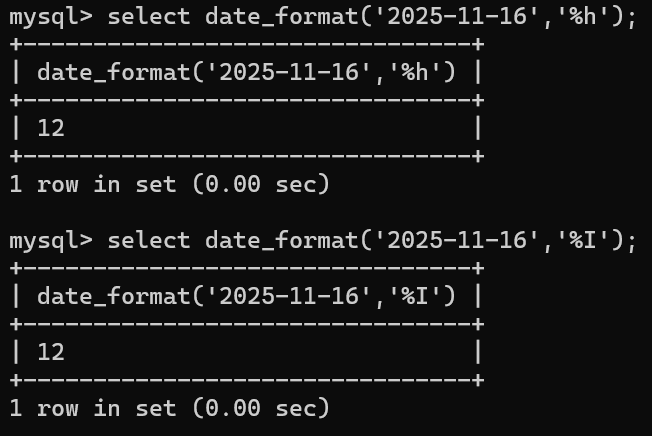 mysql> select date_format('2025-11-16','%h');
+--------------------------------+
| date_format('2025-11-16','%h') |
+--------------------------------+
| 12                             |
+--------------------------------+
1 row in set (0.00 sec)

mysql> select date_format('2025-11-16','%I');
+--------------------------------+
| date_format('2025-11-16','%I') |
+--------------------------------+
| 12                             |
+--------------------------------+
1 row in set (0.00 sec)